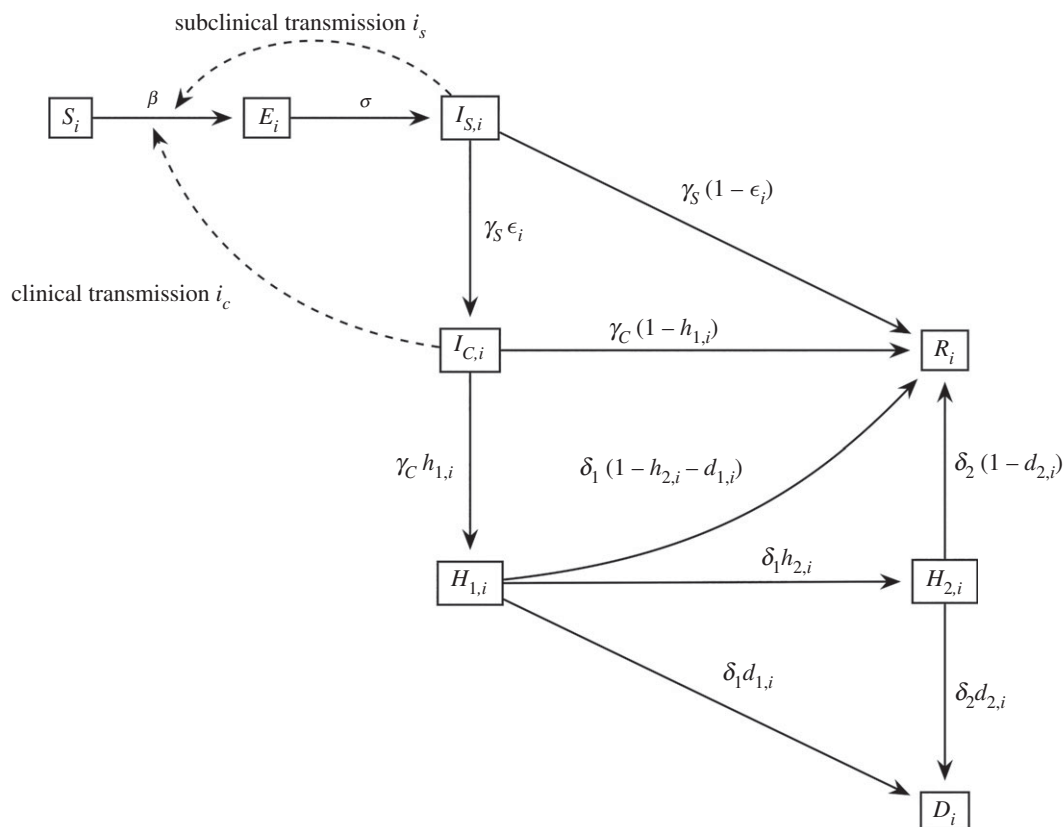 subclinical transmission i_s
S_i
β
E_i
σ
I_{S,i}
γ_S (1 – ϵ_i)
γ_S ϵ_i
clinical transmission i_c
I_{C,i}
γ_C (1 – h_{1,i})
R_i
γ_C h_{1,i}
δ_1 (1 – h_{2,i} – d_{1,i})
δ_2 (1 – d_{2,i})
H_{1,i}
δ_1 h_{2,i}
H_{2,i}
δ_1 d_{1,i}
δ_2 d_{2,i}
D_i